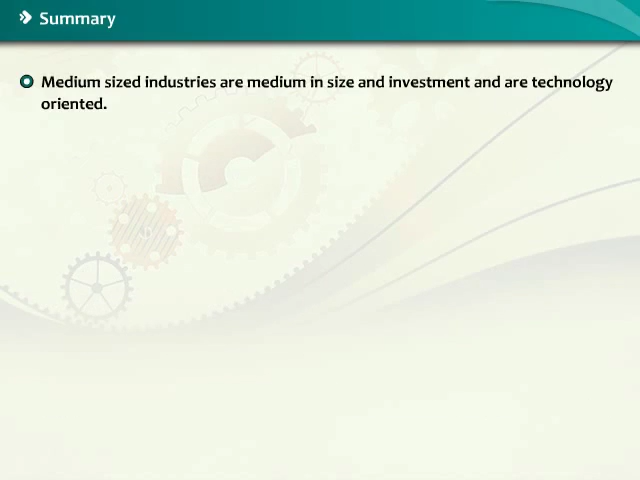 Summary
Medium sized industries are medium in size and investment and are technology
oriented.